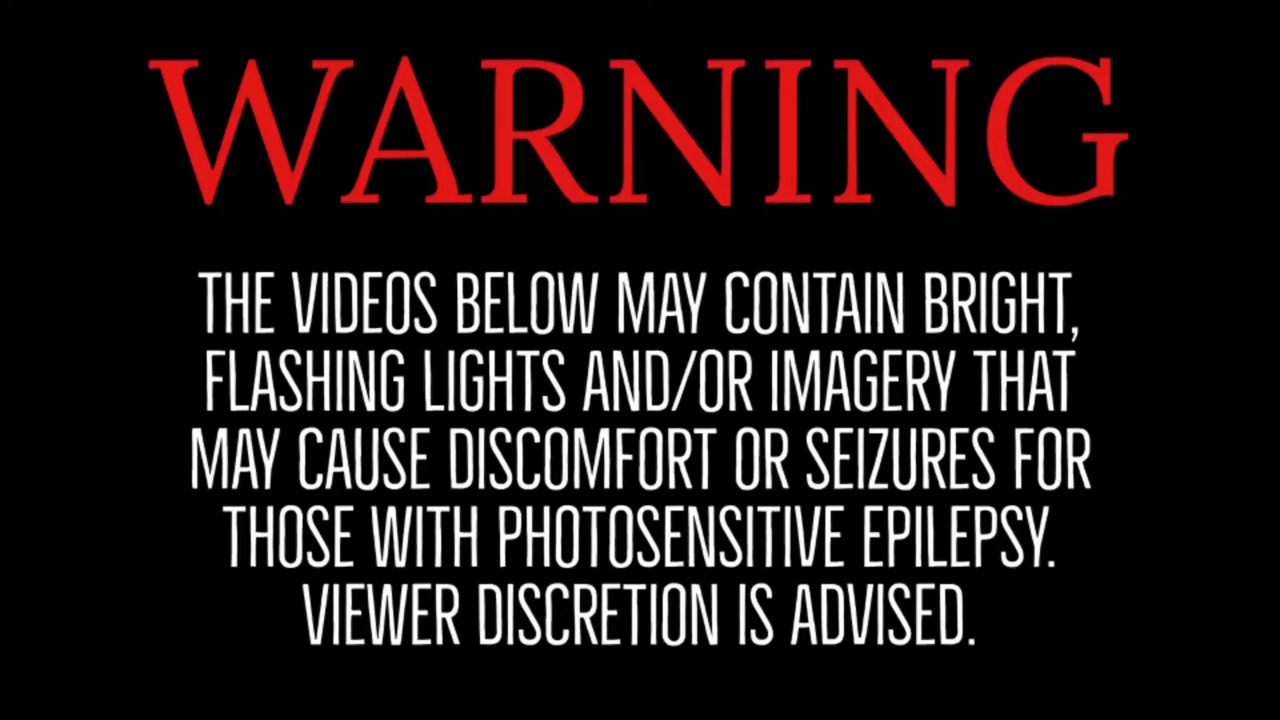 WARNING
THE VIDEOS BELOW MAY CONTAIN BRIGHT,
FLASHING LIGHTS AND/OR IMAGERY THAT
MAY CAUSE DISCOMFORT OR SEIZURES FOR
THOSE WITH PHOTOSENSITIVE EPILEPSY.
VIEWER DISCRETION IS ADVISED.